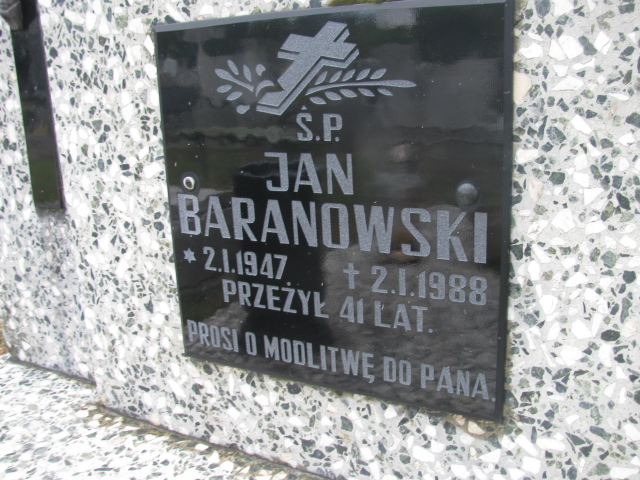 Ś.P.
JAN
BARANOWSKI
* 2.1.1947 † 2.1.1988
PRZEŻYŁ 41 LAT.
PROSI O MODLITWĘ DO PANA